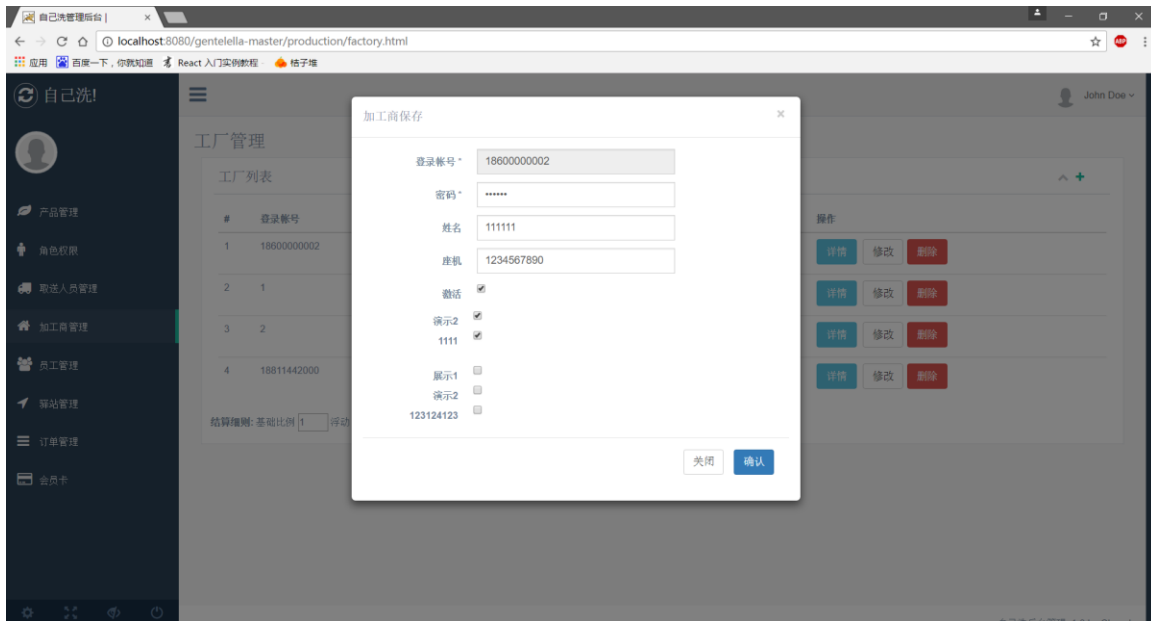 自己洗管理后台 |
localhost:8080/gentelella-master/production/factory.html
ABP
应用 百度一下，你就知道 React 入门实例教程 桔子堆
自己洗!
John Doe
加工商保存 ×
工厂管理
工厂列表
登录帐号 * 18600000002
密码 * ••••••
姓名 111111
座机 1234567890
激活
演示2
1111
展示1
演示2
123124123
关闭 确认
产品管理
角色权限
取送人员管理
加工商管理
员工管理
驿站管理
订单管理
会员卡
# 登录帐号 操作
1 18600000002 详情 修改 删除
2 1 详情 修改 删除
3 2 详情 修改 删除
4 18811442000 详情 修改 删除
结算细则: 基础比例 1 浮动